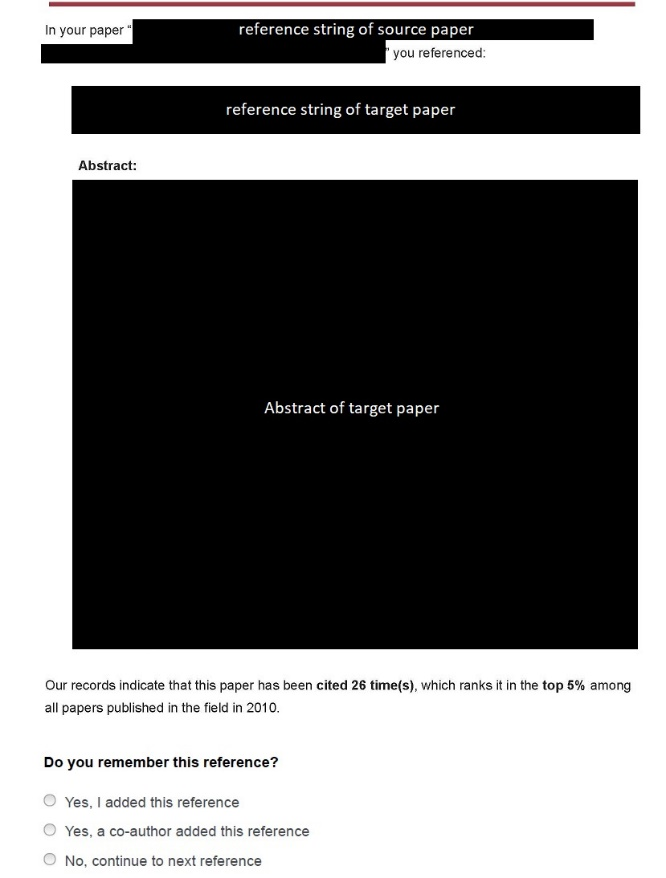 In your paper “ reference string of source paper
” you referenced:
reference string of target paper
Abstract:
Abstract of target paper
Our records indicate that this paper has been cited 26 time(s), which ranks it in the top 5% among
all papers published in the field in 2010.
Do you remember this reference?
Yes, I added this reference
Yes, a co-author added this reference
No, continue to next reference